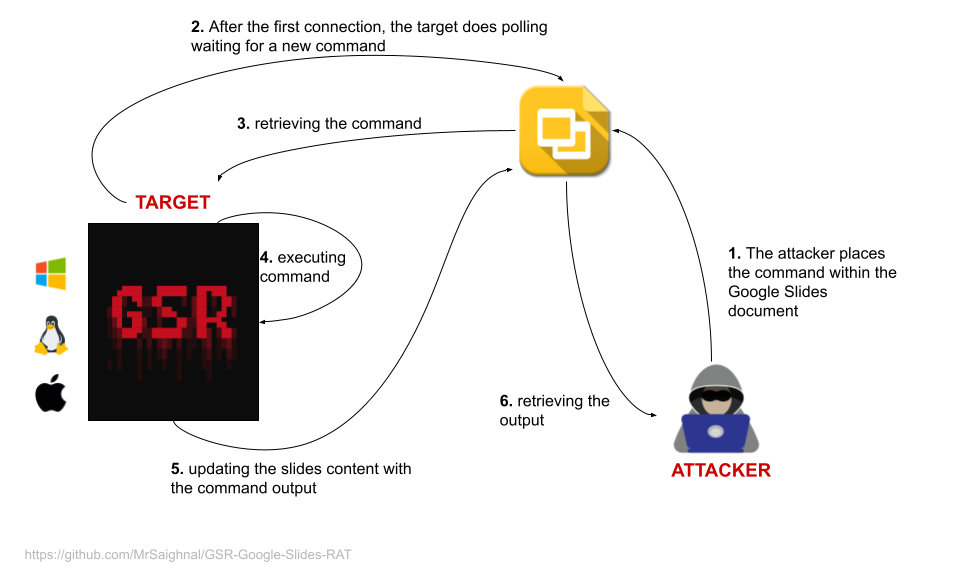 2. After the first connection, the target does polling
waiting for a new command
3. retrieving the command
TARGET
GSR
4. executing
command
1. The attacker places
the command within the
Google Slides
document
6. retrieving the
output
5. updating the slides content with
the command output
ATTACKER
https://github.com/MrSaighnal/GSR-Google-Slides-RAT